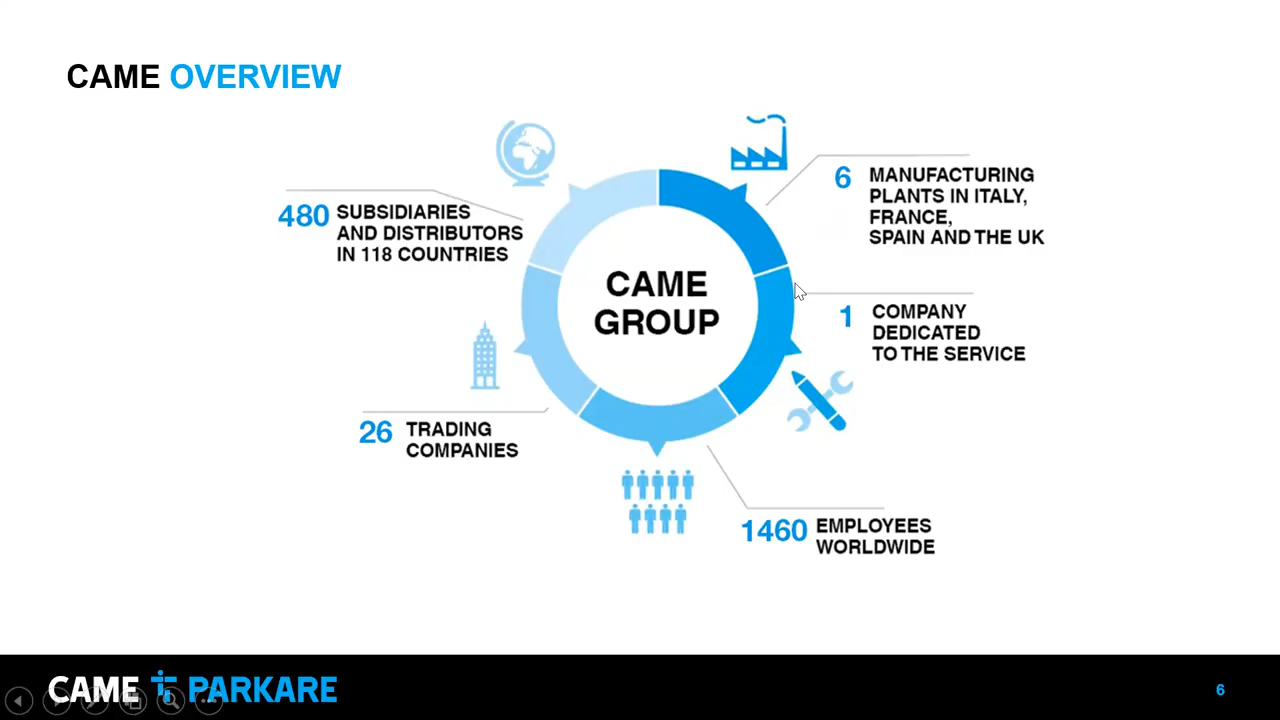 CAME OVERVIEW
480 SUBSIDIARIES
AND DISTRIBUTORS
IN 118 COUNTRIES
6 MANUFACTURING
PLANTS IN ITALY,
FRANCE,
SPAIN AND THE UK
CAME
GROUP
1 COMPANY
DEDICATED
TO THE SERVICE
26 TRADING
COMPANIES
1460 EMPLOYEES
WORLDWIDE
CAME PARKARE
6